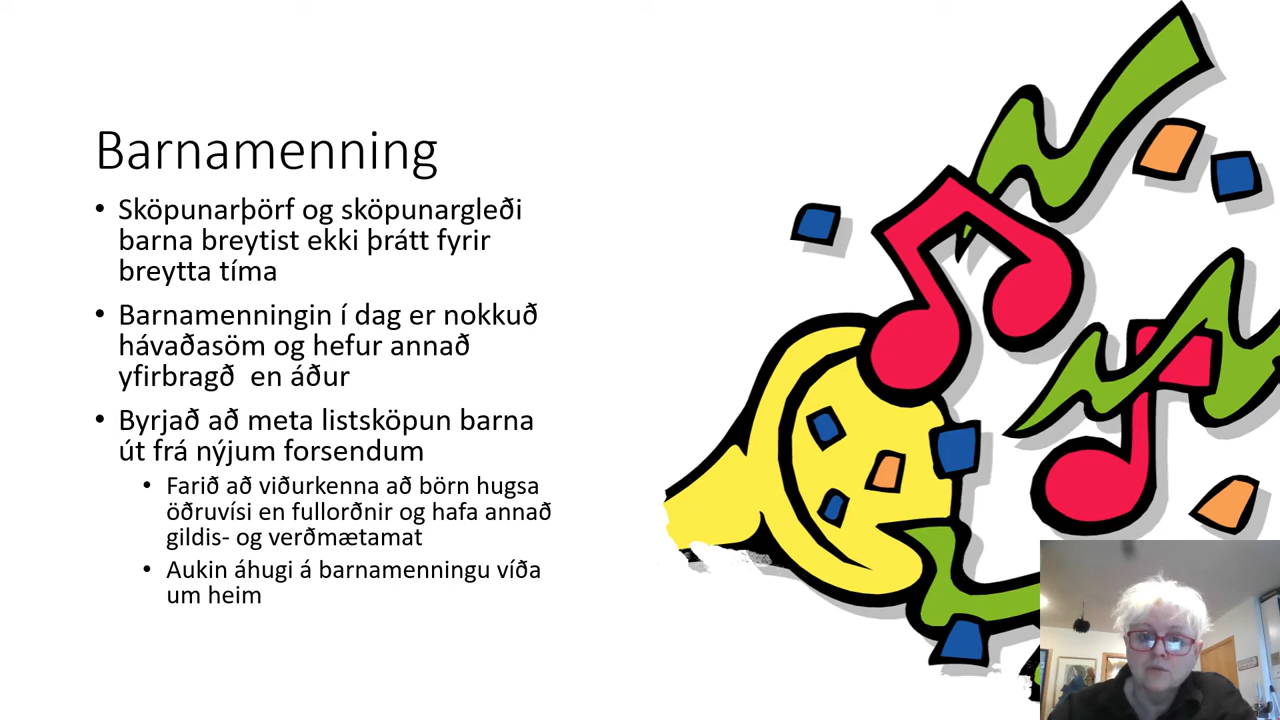 Barnamenning
• Sköpunarþörf og sköpunargleði
barna breytist ekki þrátt fyrir
breytta tíma
• Barnamenningin í dag er nokkuð
hávaðasöm og hefur annað
yfirbragð  en áður
• Byrjað að meta listsköpun barna
út frá nýjum forsendum
• Farið að viðurkenna að börn hugsa
öðruvísi en fullorðnir og hafa annað
gildis- og verðmætamat
• Aukin áhugi á barnamenningu víða
um heim